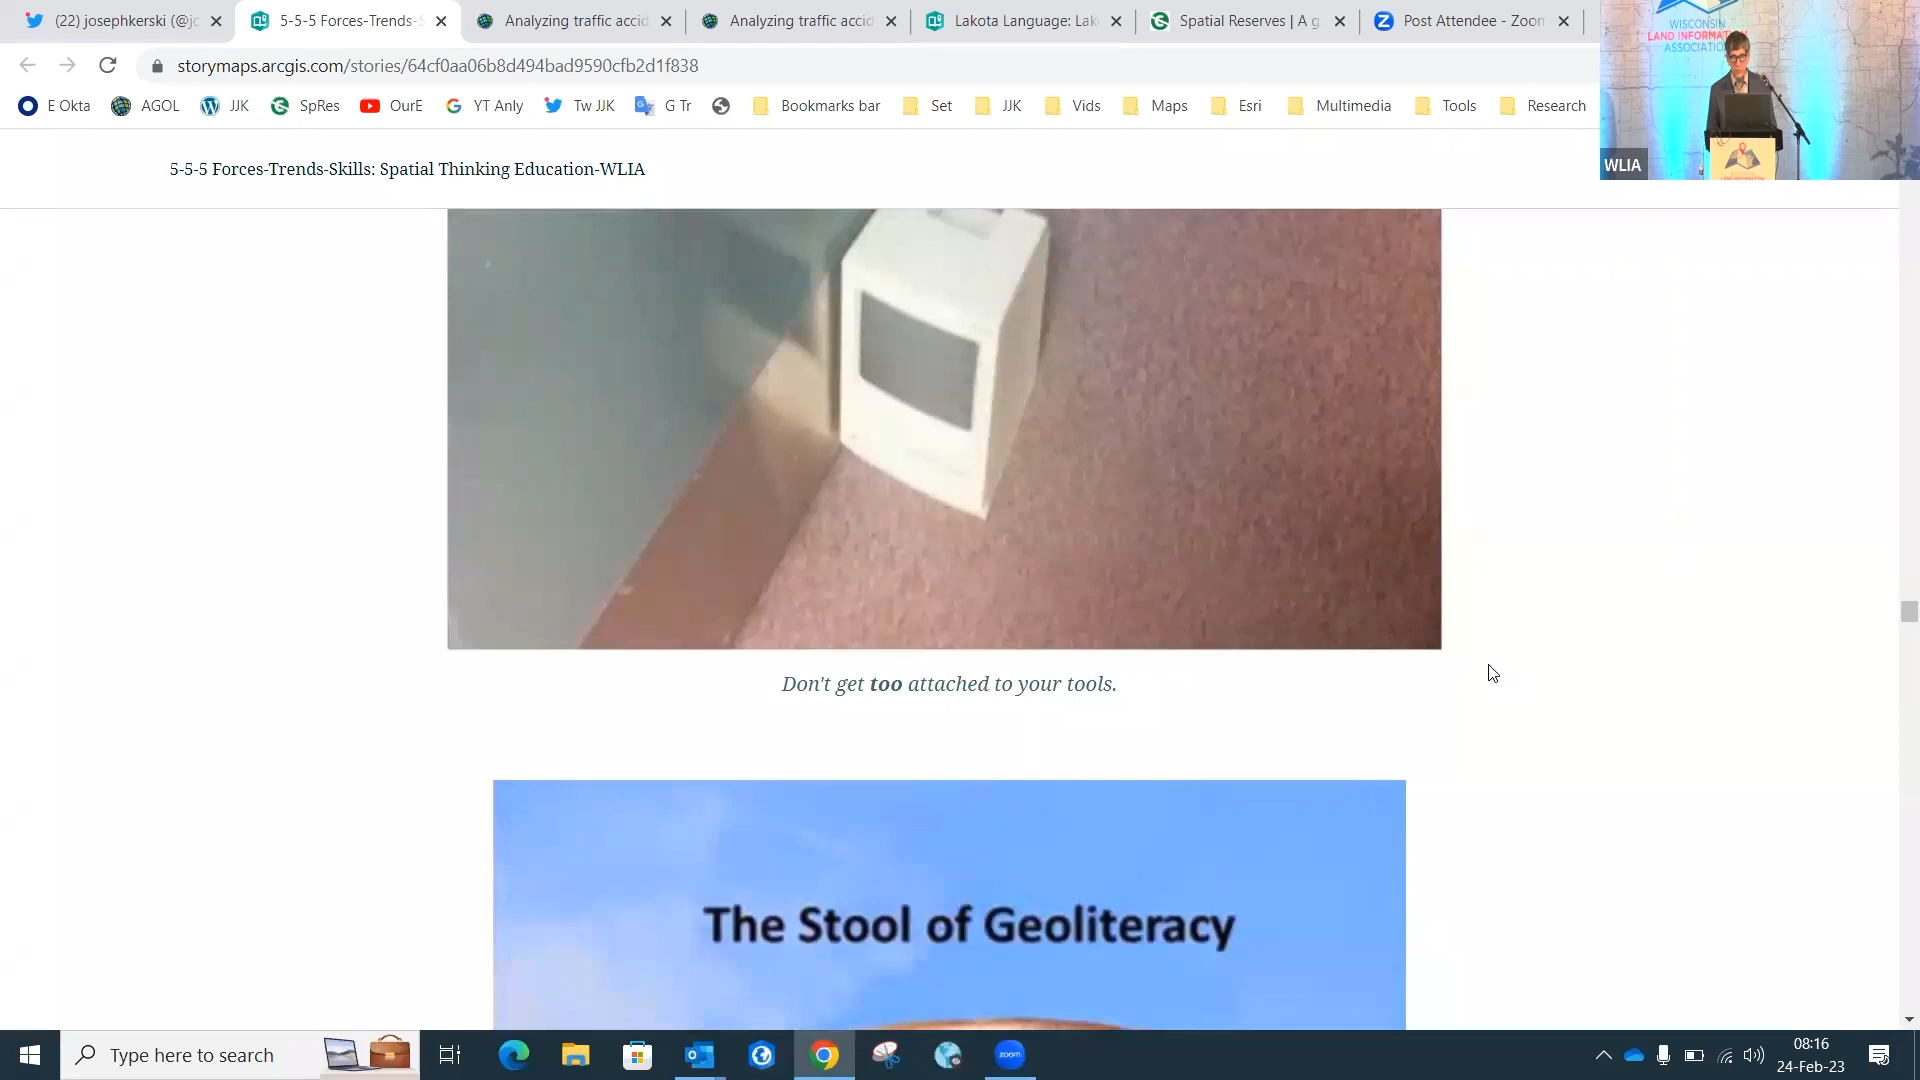 (22) josephkerski (@jc
5-5-5 Forces-Trends-S
Analyzing traffic accid
Analyzing traffic accid
Lakota Language: Lak
Spatial Reserves | A g
Post Attendee - Zoom
storymaps.arcgis.com/stories/64cf0aa06b8d494bad9590cfb2d1f838
E Okta
AGOL
JJK
SpRes
OurE
YT Anly
Tw JJK
G Tr
Bookmarks bar
Set
JJK
Vids
Maps
Esri
Multimedia
Tools
Research
WISCONSIN
LAND INFORMATION
ASSOCIATION
WLIA
5-5-5 Forces-Trends-Skills: Spatial Thinking Education-WLIA
Don't get too attached to your tools.
The Stool of Geoliteracy
Type here to search
zoom
08:16
24-Feb-23